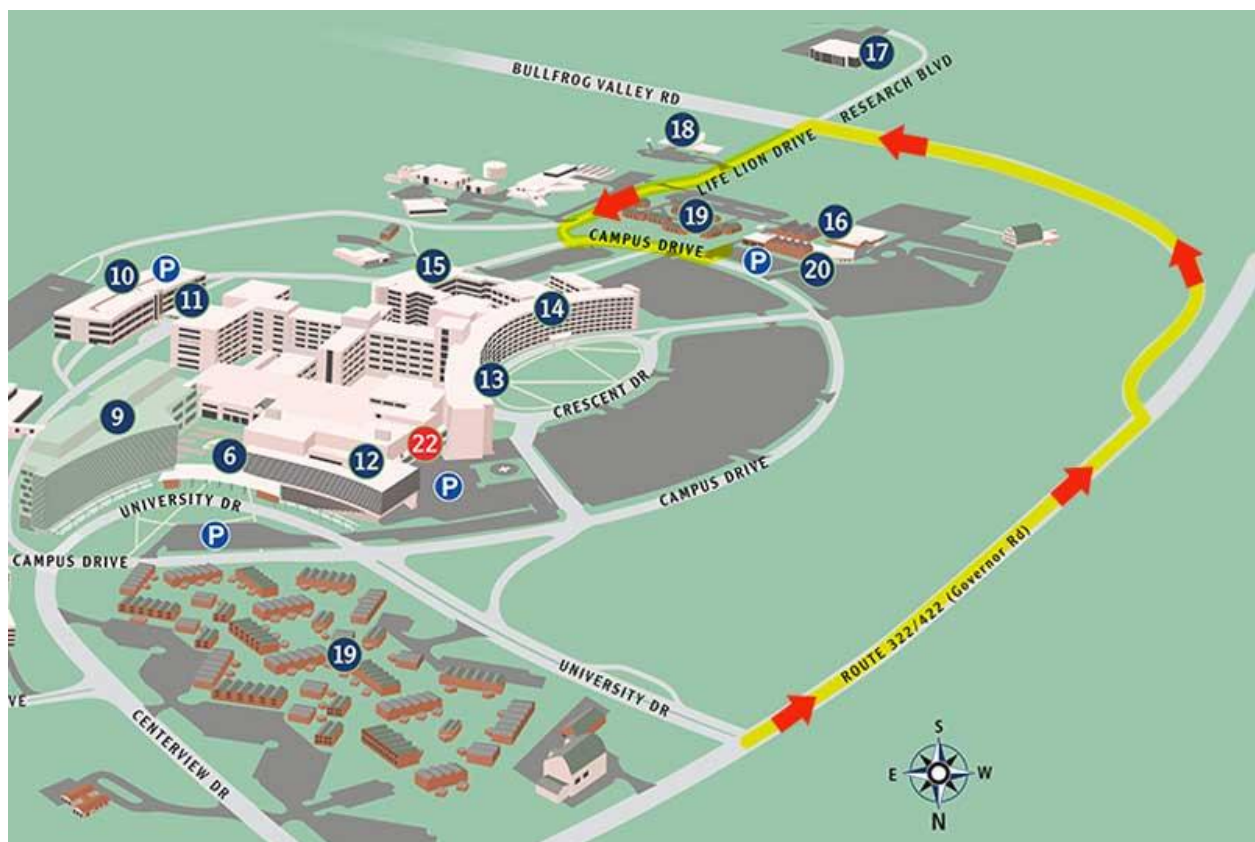 17
BULLFROG VALLEY RD
RESEARCH BLVD
18
LIFE LION DRIVE
19
16
CAMPUS DRIVE
20
P
15
10
P
11
14
13
CRESCENT DR
9
22
6
12
P
CAMPUS DRIVE
UNIVERSITY DR
P
CAMPUS DRIVE
ROUTE 322/422 (Governor Rd)
19
UNIVERSITY DR
VE
CENTERVIEW DR
S
E
W
N